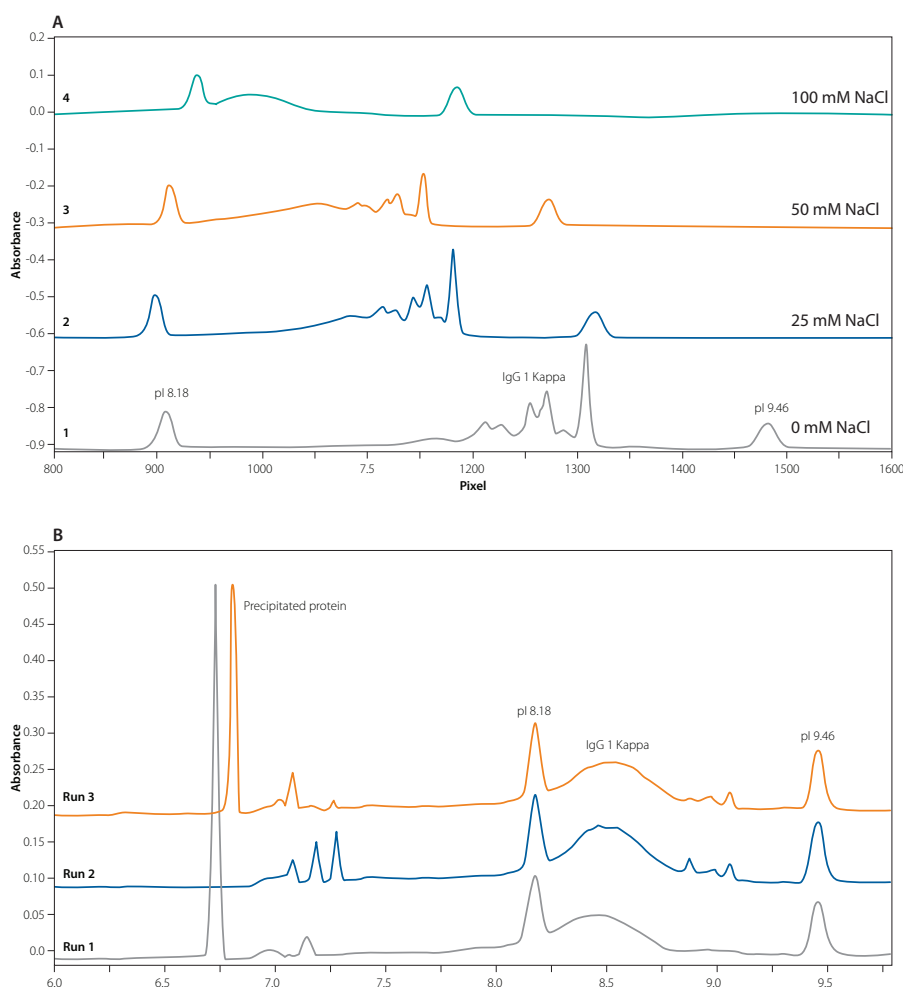 A
0.2
0.1
0.0
-0.1
-0.2
-0.3
-0.4
-0.5
-0.6
-0.7
-0.8
-0.9
Absorbance
4
100 mM NaCl
3
50 mM NaCl
2
25 mM NaCl
IgG 1 Kappa
pI 8.18
pI 9.46
1
0 mM NaCl
800
900
1000
7.5
1200
1300
1400
1500
1600
Pixel
B
0.55
0.50
0.45
0.40
0.35
0.30
0.25
0.20
0.15
0.10
0.05
0.0
Absorbance
Precipitated protein
pI 8.18
IgG 1 Kappa
pI 9.46
Run 3
Run 2
Run 1
6.0
6.5
7.0
7.5
8.0
8.5
9.0
9.5